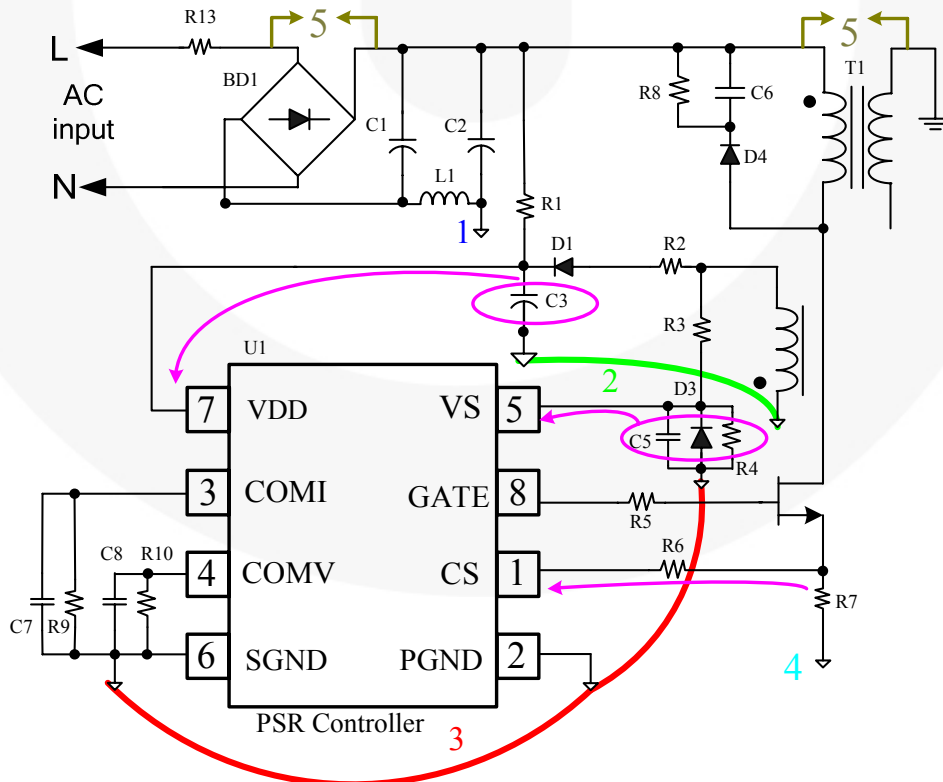 R13
5
5
L
BD1
T1
AC
input
R8
C6
C1
C2
D4
N
L1
R1
1
D1
R2
C3
R3
U1
2
D3
7
VDD
VS
5
C5
R4
3
COMI
GATE
8
R5
C8
R10
4
COMV
CS
1
R6
C7
R9
R7
6
SGND
PGND
2
4
PSR Controller
3